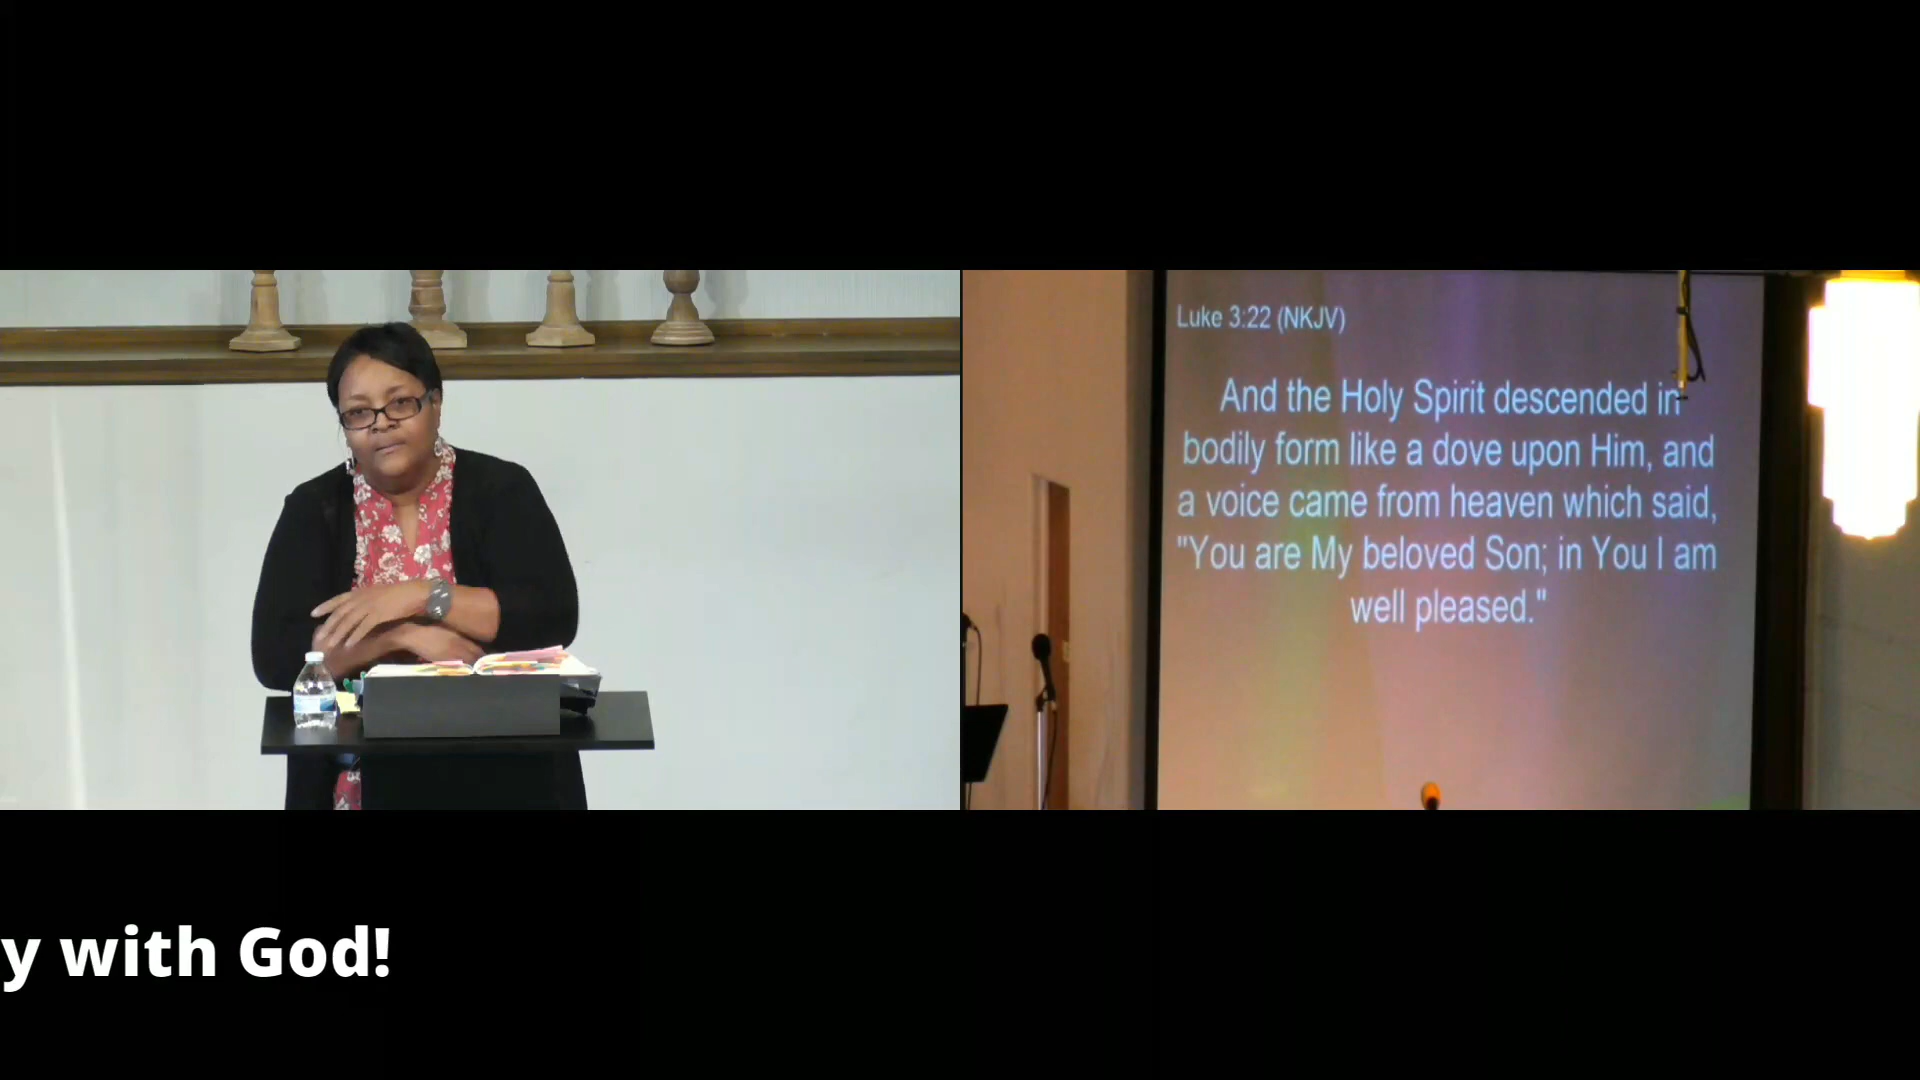 Luke 3:22 (NKJV)
And the Holy Spirit descended in
bodily form like a dove upon Him, and
a voice came from heaven which said,
"You are My beloved Son; in You I am
well pleased."
y with God!